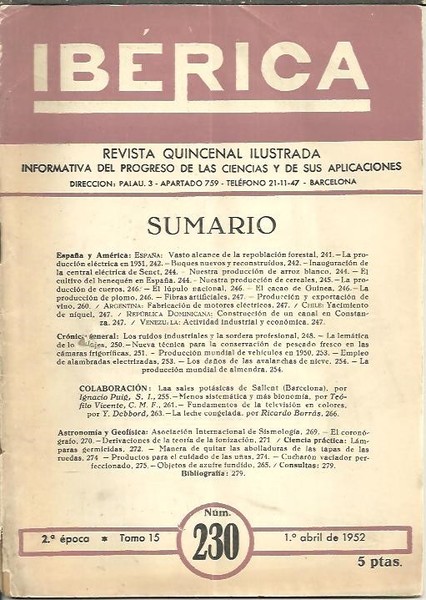 IBÉRICA
REVISTA QUINCENAL ILUSTRADA
INFORMATIVA DEL PROGRESO DE LAS CIENCIAS Y DE SUS APLICACIONES
DIRECCION: PALAU, 3 - APARTADO 759 - TELÉFONO 21-11-47 - BARCELONA
SUMARIO
España y América: ESPAÑA: Vasto alcance de la repoblación forestal, 241. — La pro-
ducción eléctrica en 1951, 242. — Buques nuevos y reconstruídos, 242. — Inauguración de
la central eléctrica de Senet, 244. — Nuestra producción de arroz blanco, 244. — El
cultivo del henequén en España, 244. — Nuestra producción de cereales, 245. — La pro-
ducción de cueros, 246. — El lúpulo nacional, 246. — El cacao de Guinea, 246. — La
producción de plomo, 246. — Fibras artificiales, 247. — Producción y exportación de
vino, 260. / ARGENTINA: Fabricación de motores eléctricos, 247. / CHILE: Yacimiento
de níquel, 247. / REPÚBLICA DOMINICANA: Construcción de un canal en Constan-
za, 247. / VENEZUELA: Actividad industrial y económica, 247.
Crónica general: Los ruidos industriales y la sordera profesional, 248. — La temática
de lo lojes, 250. — Nueva técnica para la conservación de pescado fresco en las
cámaras frigoríficas, 251. — Producción mundial de vehículos en 1950, 253. — Empleo
de alambradas electrizadas, 253. — Los daños de las avalanchas de nieve, 254. — La
producción mundial de almendra, 254.
COLABORACIÓN: Laa sales potásicas de Sallent (Barcelona), por
Ignacio Puig, S. I., 255. — Menos sistemática y más bionomía, por Teó-
filo Vicente, C. M. F., 261. — Fundamentos de la televisión en colores,
por Y. Debbord, 263. — La leche congelada, por Ricardo Borrás, 266.
Astronomía y Geofísica: Asociación Internacional de Sismología, 269. — El coronó-
grafo, 270. — Derivaciones de la teoría de la ionización, 271 / Ciencia práctica: Lám-
paras germicidas, 272. — Manera de quitar las abolladuras de las tapas de las
ruedas, 274 — Productos para el cuidado de las uñas, 274. — Cucharón vaciador per-
feccionado, 275. — Objetos de azufre fundido, 265. / Consultas: 279.
Bibliografía: 279.
Núm.
2.ª época * Tomo 15 230 1.º abril de 1952
5 ptas.